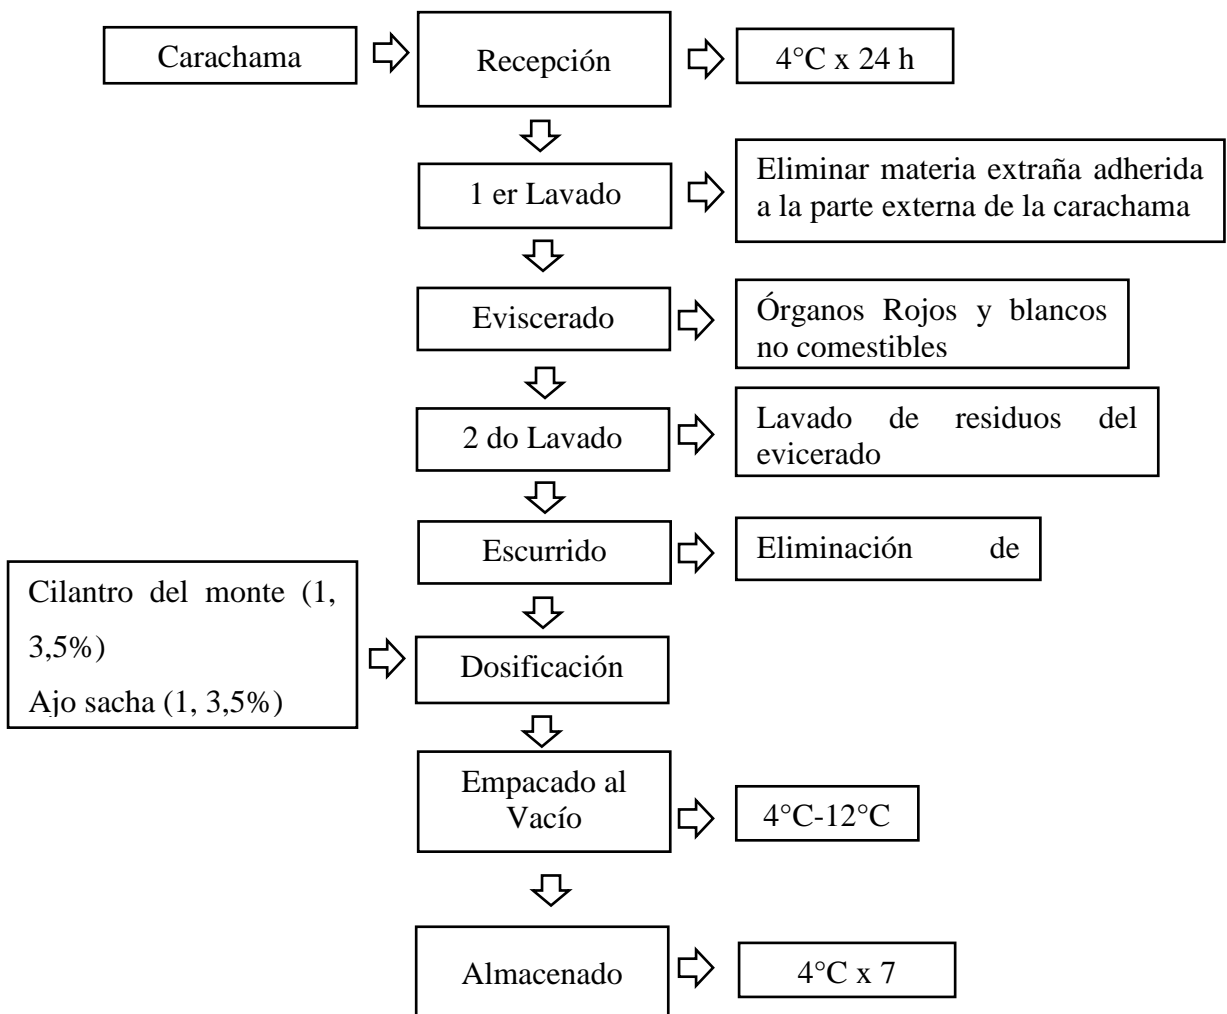 Carachama
Recepción
4°C x 24 h
1 er Lavado
Eliminar materia extraña adherida
a la parte externa de la carachama
Eviscerado
Órganos Rojos y blancos
no comestibles
2 do Lavado
Lavado de residuos del
evicerado
Escurrido
Eliminación de
Cilantro del monte (1,
3,5%)
Ajo sacha (1, 3,5%)
Dosificación
Empacado al
Vacío
4°C-12°C
Almacenado
4°C x 7